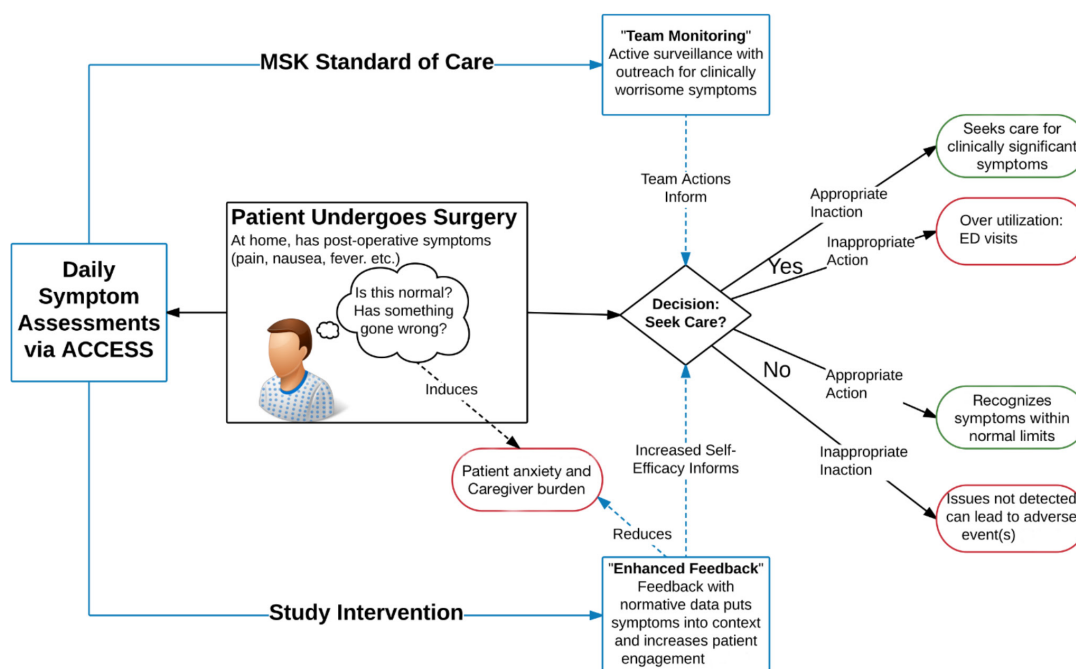 "Team Monitoring"
Active surveillance with
outreach for clinically
worrisome symptoms
MSK Standard of Care
Team Actions
Inform
Patient Undergoes Surgery
At home, has post-operative symptoms
(pain, nausea, fever. etc.)
Is this normal?
Has something
gone wrong?
Daily
Symptom
Assessments
via ACCESS
Induces
Patient anxiety and
Caregiver burden
Reduces
Decision:
Seek Care?
Yes
No
Appropriate
Inaction
Inappropriate
Action
Appropriate
Action
Inappropriate
Inaction
Seeks care for
clinically significant
symptoms
Over utilization:
ED visits
Recognizes
symptoms within
normal limits
Issues not detected
can lead to adverse
event(s)
Increased Self-
Efficacy Informs
Study Intervention
"Enhanced Feedback"
Feedback with
normative data puts
symptoms into context
and increases patient
engagement